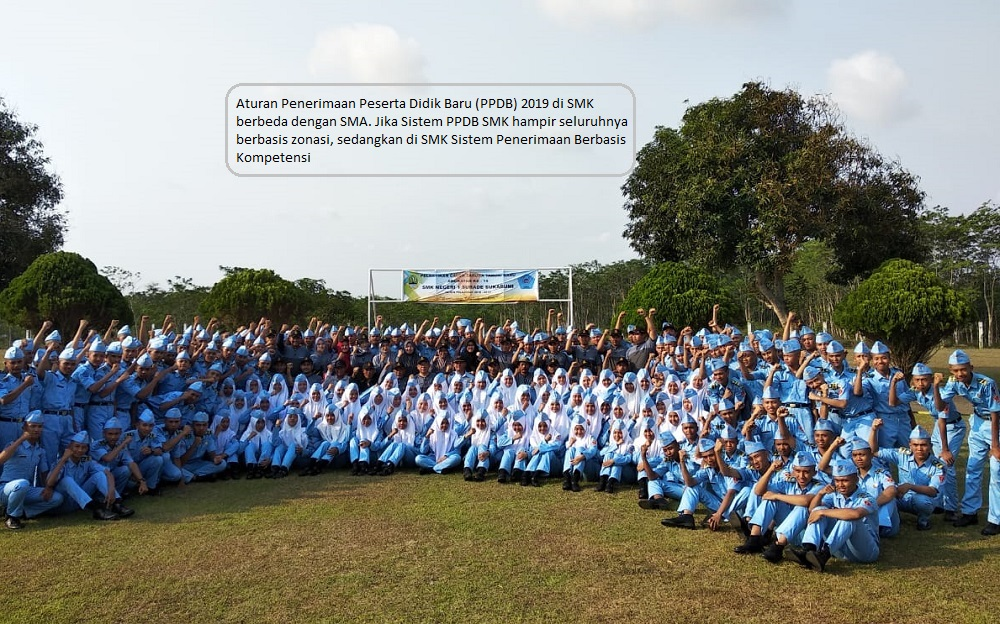 Aturan Penerimaan Peserta Didik Baru (PPDB) 2019 di SMK
berbeda dengan SMA. Jika Sistem PPDB SMK hampir seluruhnya
berbasis zonasi, sedangkan di SMK Sistem Penerimaan Berbasis
Kompetensi
SMK NEGERI 1 SURADE SUKABUMI